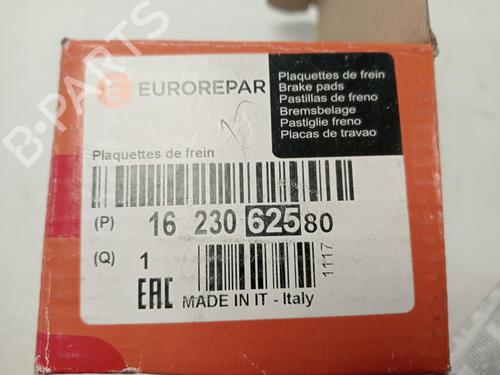 EUROREPAR
Plaquettes de frein
Brake pads
Pastillas de freno
Bremsbelage
Pastiglie freno
Placas de travao
Plaquettes de frein
(P) 16 230 625 80
(Q) 1
1117
EAC MADE IN IT - Italy
B-PARTS